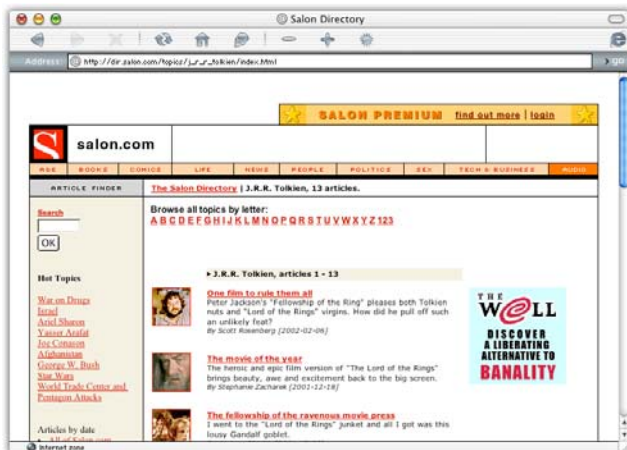 Salon Directory
Address: http://dir.salon.com/topics/j_r_r_tolkien/index.html
go
SALON PREMIUM find out more | login
S salon.com
A&E BOOKS COMICS LIFE NEWS PEOPLE POLITICS SEX TECH & BUSINESS AUDIO
ARTICLE FINDER
The Salon Directory | J.R.R. Tolkien, 13 articles.
Search
OK
Browse all topics by letter:
A B C D E F G H I J K L M N O P Q R S T U V W X Y Z 123
Hot Topics
War on Drugs
Israel
Ariel Sharon
Yasser Arafat
Joe Conason
Afghanistan
George W. Bush
Star Wars
World Trade Center and
Pentagon Attacks
Articles by date
All of Salon.com
J.R.R. Tolkien, articles 1 - 13
One film to rule them all
Peter Jackson's "Fellowship of the Ring" pleases both Tolkien
nuts and "Lord of the Rings" virgins. How did he pull off such
an unlikely feat?
By Scott Rosenberg [2002-02-06]
The movie of the year
The heroic and epic film version of "The Lord of the Rings"
brings beauty, awe and excitement back to the big screen.
By Stephanie Zacharek [2001-12-18]
The fellowship of the ravenous movie press
I went to the "Lord of the Rings" junket and all I got was this
lousy Gandalf goblet.
THE
WELL
DISCOVER
A LIBERATING
ALTERNATIVE TO
BANALITY
Internet zone